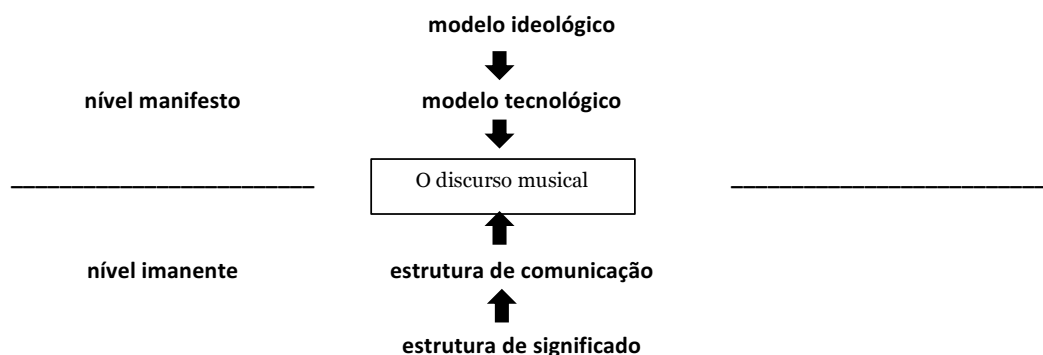 modelo ideológico
nível manifesto modelo tecnológico
O discurso musical
nível imanente estrutura de comunicação
estrutura de significado